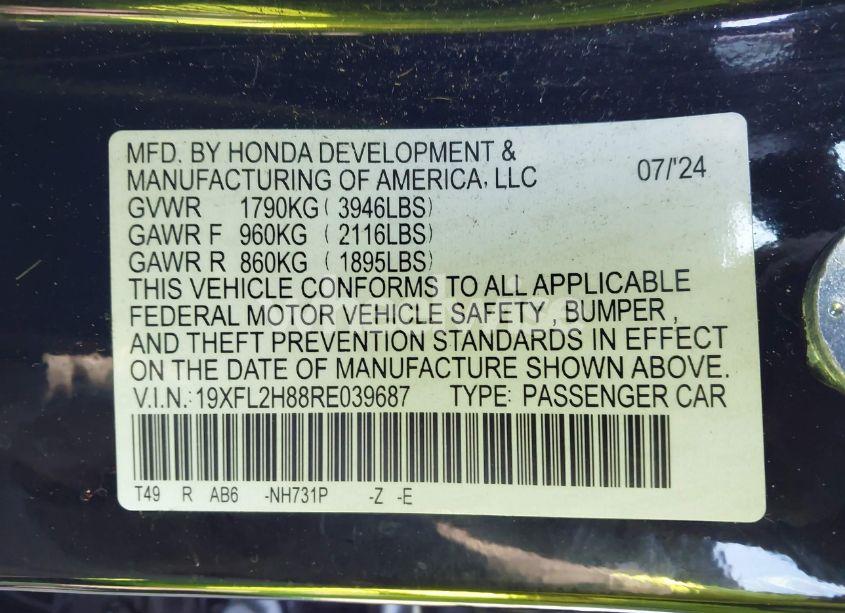 MFD. BY HONDA DEVELOPMENT &
MANUFACTURING OF AMERICA, LLC 07/'24
GVWR 1790KG ( 3946LBS)
GAWR F 960KG ( 2116LBS)
GAWR R 860KG ( 1895LBS)
THIS VEHICLE CONFORMS TO ALL APPLICABLE
FEDERAL MOTOR VEHICLE SAFETY , BUMPER ,
AND THEFT PREVENTION STANDARDS IN EFFECT
ON THE DATE OF MANUFACTURE SHOWN ABOVE.
V.I.N.: 19XFL2H88RE039687 TYPE: PASSENGER CAR
T49 R AB6 -NH731P -Z -E